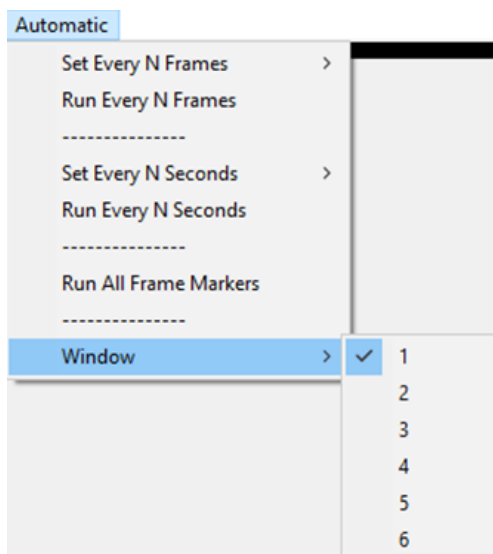 Automatic
Set Every N Frames
Run Every N Frames
---------------
Set Every N Seconds
Run Every N Seconds
---------------
Run All Frame Markers
---------------
Window
1
2
3
4
5
6